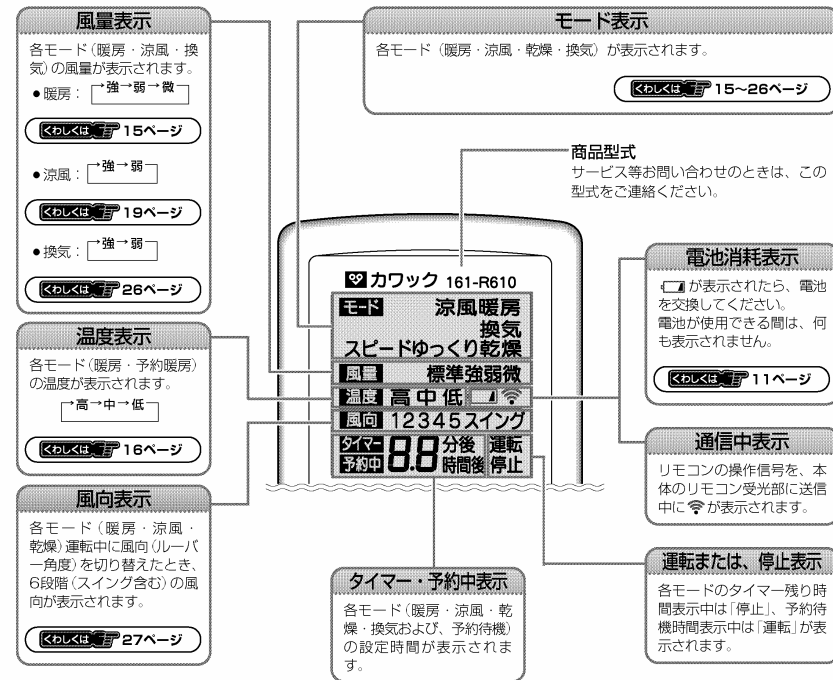 風量表示
各モード（暖房・涼風・換
気）の風量が表示されます。
●暖房：→強→弱→微
くわしくは 15ページ
●涼風：→強→弱
くわしくは 19ページ
●換気：→強→弱
くわしくは 26ページ
温度表示
各モード（暖房・予約暖房）
の温度が表示されます。
→高→中→低
くわしくは 16ページ
風向表示
各モード（暖房・涼風・
乾燥）運転中に風向（ルーバ
ー角度）を切り替えたとき、
6段階（スイング含む）の風
向が表示されます。
くわしくは 27ページ
モード表示
各モード（暖房・涼風・乾燥・換気）が表示されます。
くわしくは 15～26ページ
商品型式
サービス等お問い合わせのときは、この
型式をご連絡ください。
カワック 161-R610
モード 涼風暖房
換気
スピードゆっくり乾燥
風量 標準強弱微
温度 高中低
風向 12345スイング
タイマー 8.8 分後 運転
予約中 時間後 停止
タイマー・予約中表示
各モード（暖房・涼風・乾
燥・換気および、予約待機）
の設定時間が表示されま
す。
電池消耗表示
が表示されたら、電池
を交換してください。
電池が使用できる間は、何
も表示されません。
くわしくは 11ページ
通信中表示
リモコンの操作信号を、本
体のリモコン受光部に送信
中に が表示されます。
運転または、停止表示
各モードのタイマー残り時
間表示中は「停止」、予約待
機時間表示中は「運転」が表
示されます。